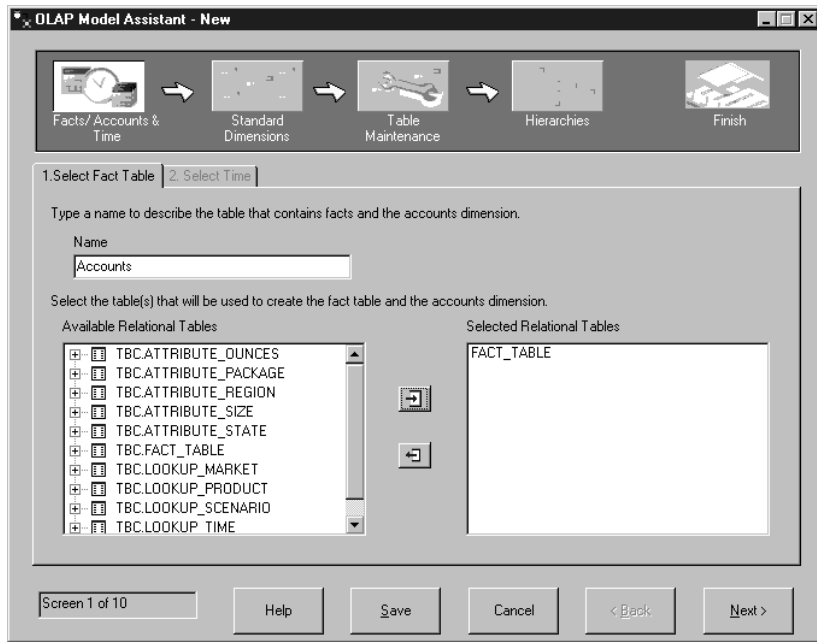 OLAP Model Assistant - New
Facts/Accounts & Time
Standard Dimensions
Table Maintenance
Hierarchies
Finish
1.Select Fact Table
2. Select Time
Type a name to describe the table that contains facts and the accounts dimension.
Name
Accounts
Select the table(s) that will be used to create the fact table and the accounts dimension.
Available Relational Tables
Selected Relational Tables
TBC.ATTRIBUTE_OUNCES
TBC.ATTRIBUTE_PACKAGE
TBC.ATTRIBUTE_REGION
TBC.ATTRIBUTE_SIZE
TBC.ATTRIBUTE_STATE
TBC.FACT_TABLE
TBC.LOOKUP_MARKET
TBC.LOOKUP_PRODUCT
TBC.LOOKUP_SCENARIO
TBC.LOOKUP_TIME
FACT_TABLE
Screen 1 of 10
Help
Save
Cancel
< Back
Next >